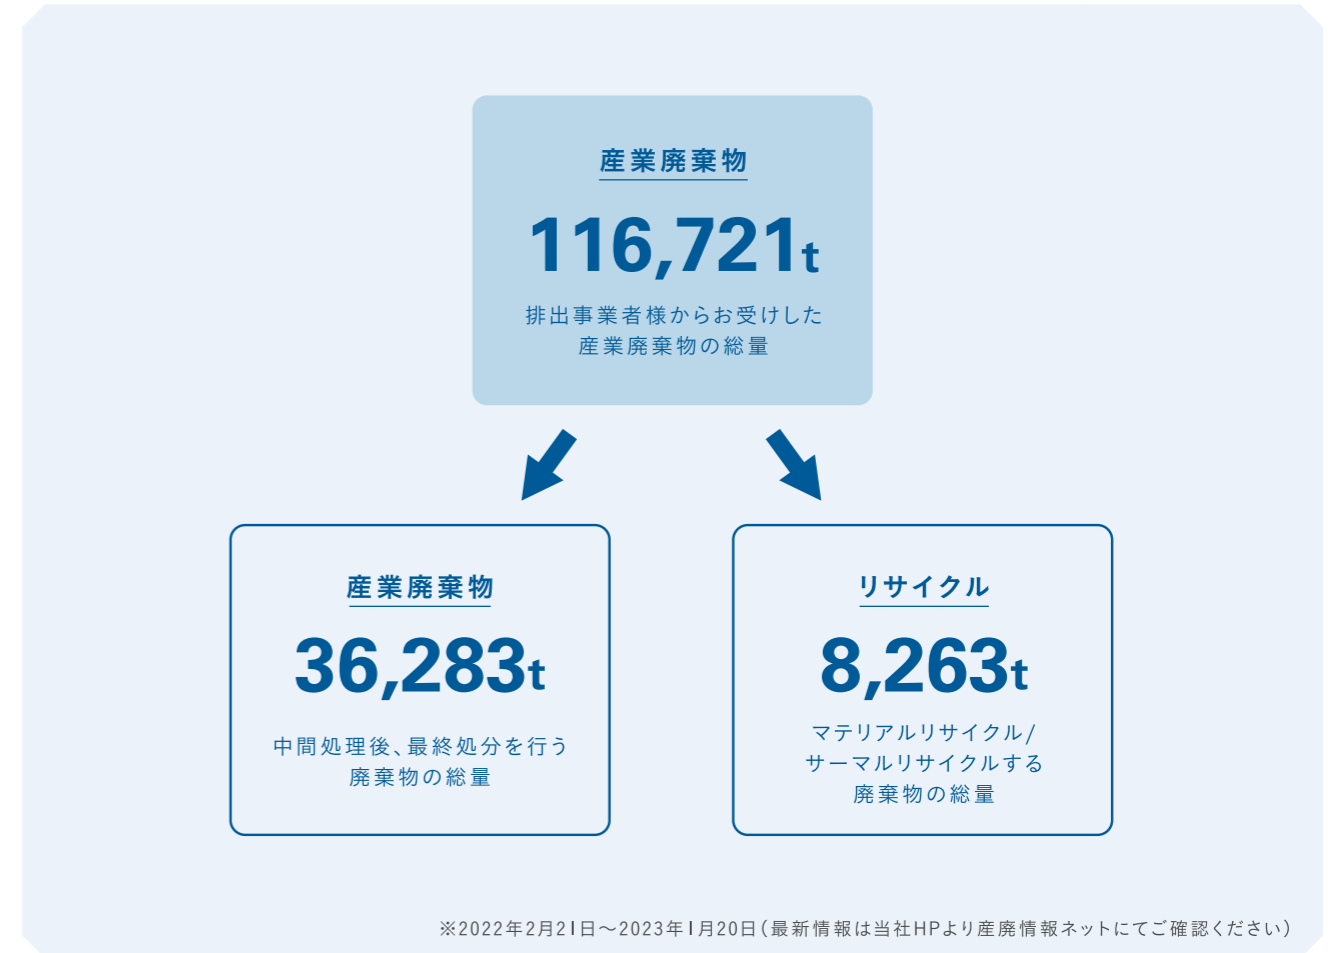 産業廃棄物
116,721t
排出事業者様からお受けした
産業廃棄物の総量
産業廃棄物
36,283t
中間処理後、最終処分を行う
廃棄物の総量
リサイクル
8,263t
マテリアルリサイクル/
サーマルリサイクルする
廃棄物の総量
※2022年2月21日〜2023年1月20日（最新情報は当社HPより産廃情報ネットにてご確認ください）